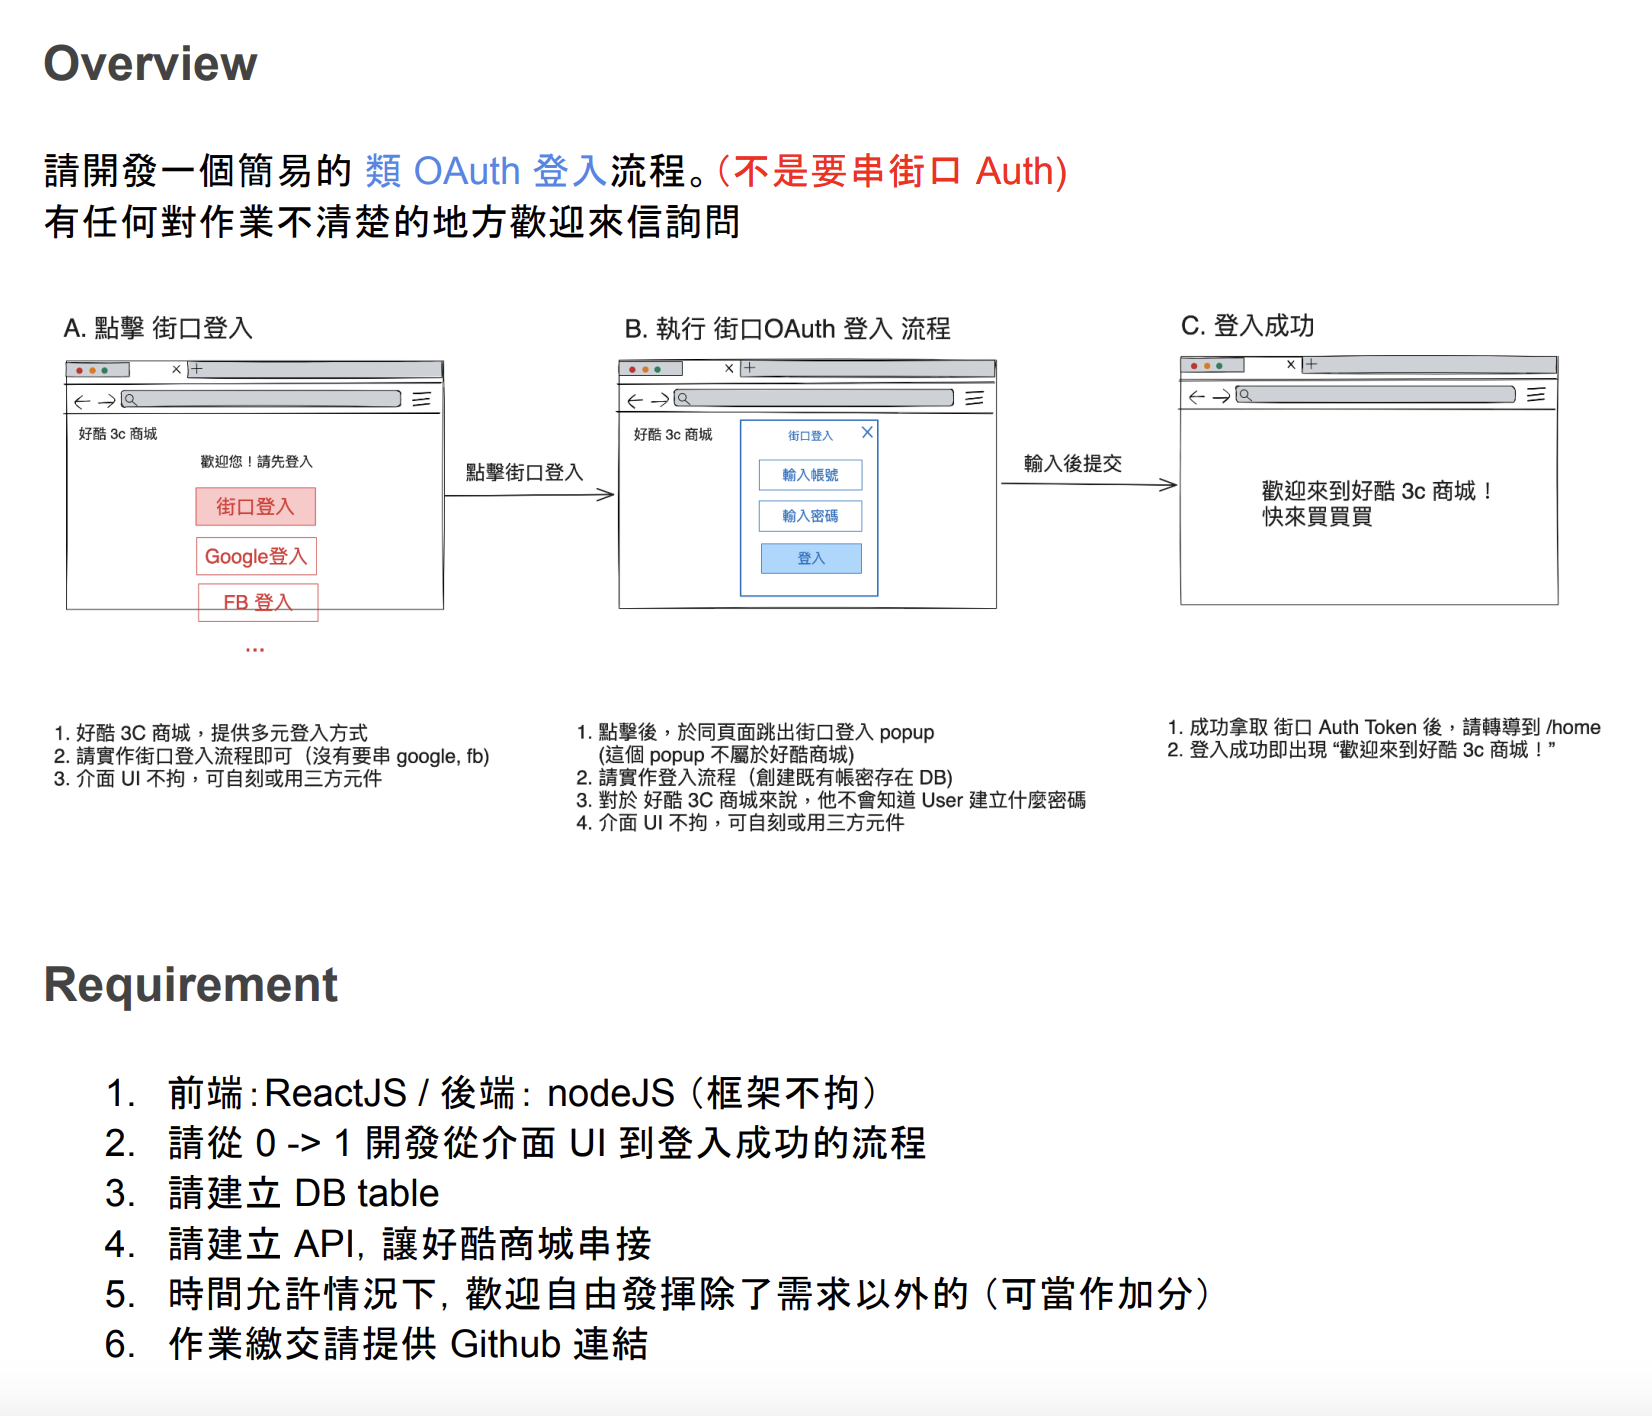 Overview
請開發一個簡易的 類 OAuth 登入流程。(不是要串街口 Auth)
有任何對作業不清楚的地方歡迎來信詢問
A. 點擊 街口登入
好酷 3c 商城
歡迎您！請先登入
街口登入
Google登入
FB 登入
...
點擊街口登入
B. 執行 街口OAuth 登入 流程
好酷 3c 商城
街口登入
輸入帳號
輸入密碼
登入
輸入後提交
C. 登入成功
歡迎來到好酷 3c 商城！
快來買買買
1. 好酷 3C 商城，提供多元登入方式
2. 請實作街口登入流程即可（沒有要串 google, fb)
3. 介面 UI 不拘，可自刻或用三方元件
1. 點擊後，於同頁面跳出街口登入 popup
(這個 popup 不屬於好酷商城)
2. 請實作登入流程（創建既有帳密存在 DB)
3. 對於 好酷 3C 商城來說，他不會知道 User 建立什麼密碼
4. 介面 UI 不拘，可自刻或用三方元件
1. 成功拿取 街口 Auth Token 後，請轉導到 /home
2. 登入成功即出現 “歡迎來到好酷 3c 商城！”
Requirement
1. 前端：ReactJS / 後端： nodeJS（框架不拘）
2. 請從 0 -> 1 開發從介面 UI 到登入成功的流程
3. 請建立 DB table
4. 請建立 API，讓好酷商城串接
5. 時間允許情況下，歡迎自由發揮除了需求以外的（可當作加分）
6. 作業繳交請提供 Github 連結